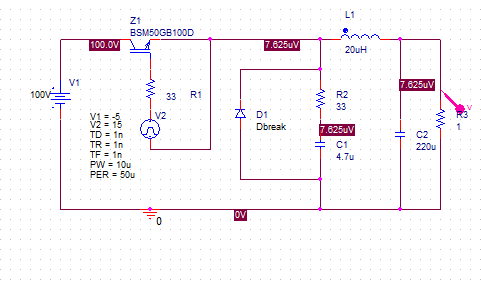 Z1
BSM50GB100D
L1
100.0V
7.625uV
20uH
V1
100V
33
R1
R2
33
7.625uV
V
R3
1
V1 = -5
V2 = 15
TD = 1n
TR = 1n
TF = 1n
PW = 10u
PER = 50u
V2
D1
Dbreak
7.625uV
C1
4.7u
C2
220u
0
0V